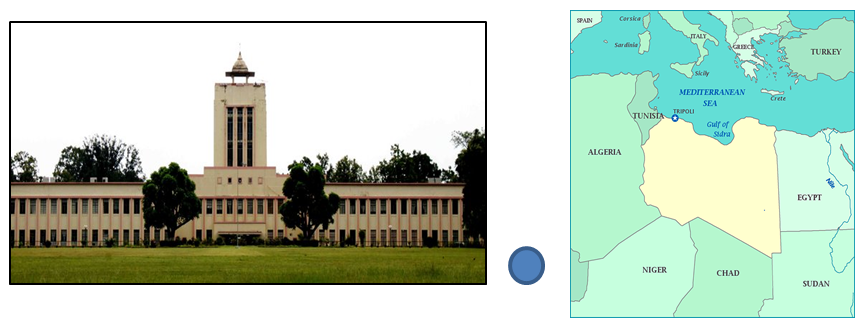 SPAIN
Corsica
ITALY
Sardinia
GREECE
TURKEY
Sicily
MEDITERRANEAN
SEA
Crete
TUNISIA
TRIPOLI
Gulf of
Sidra
ALGERIA
EGYPT
Nile
NIGER
CHAD
SUDAN